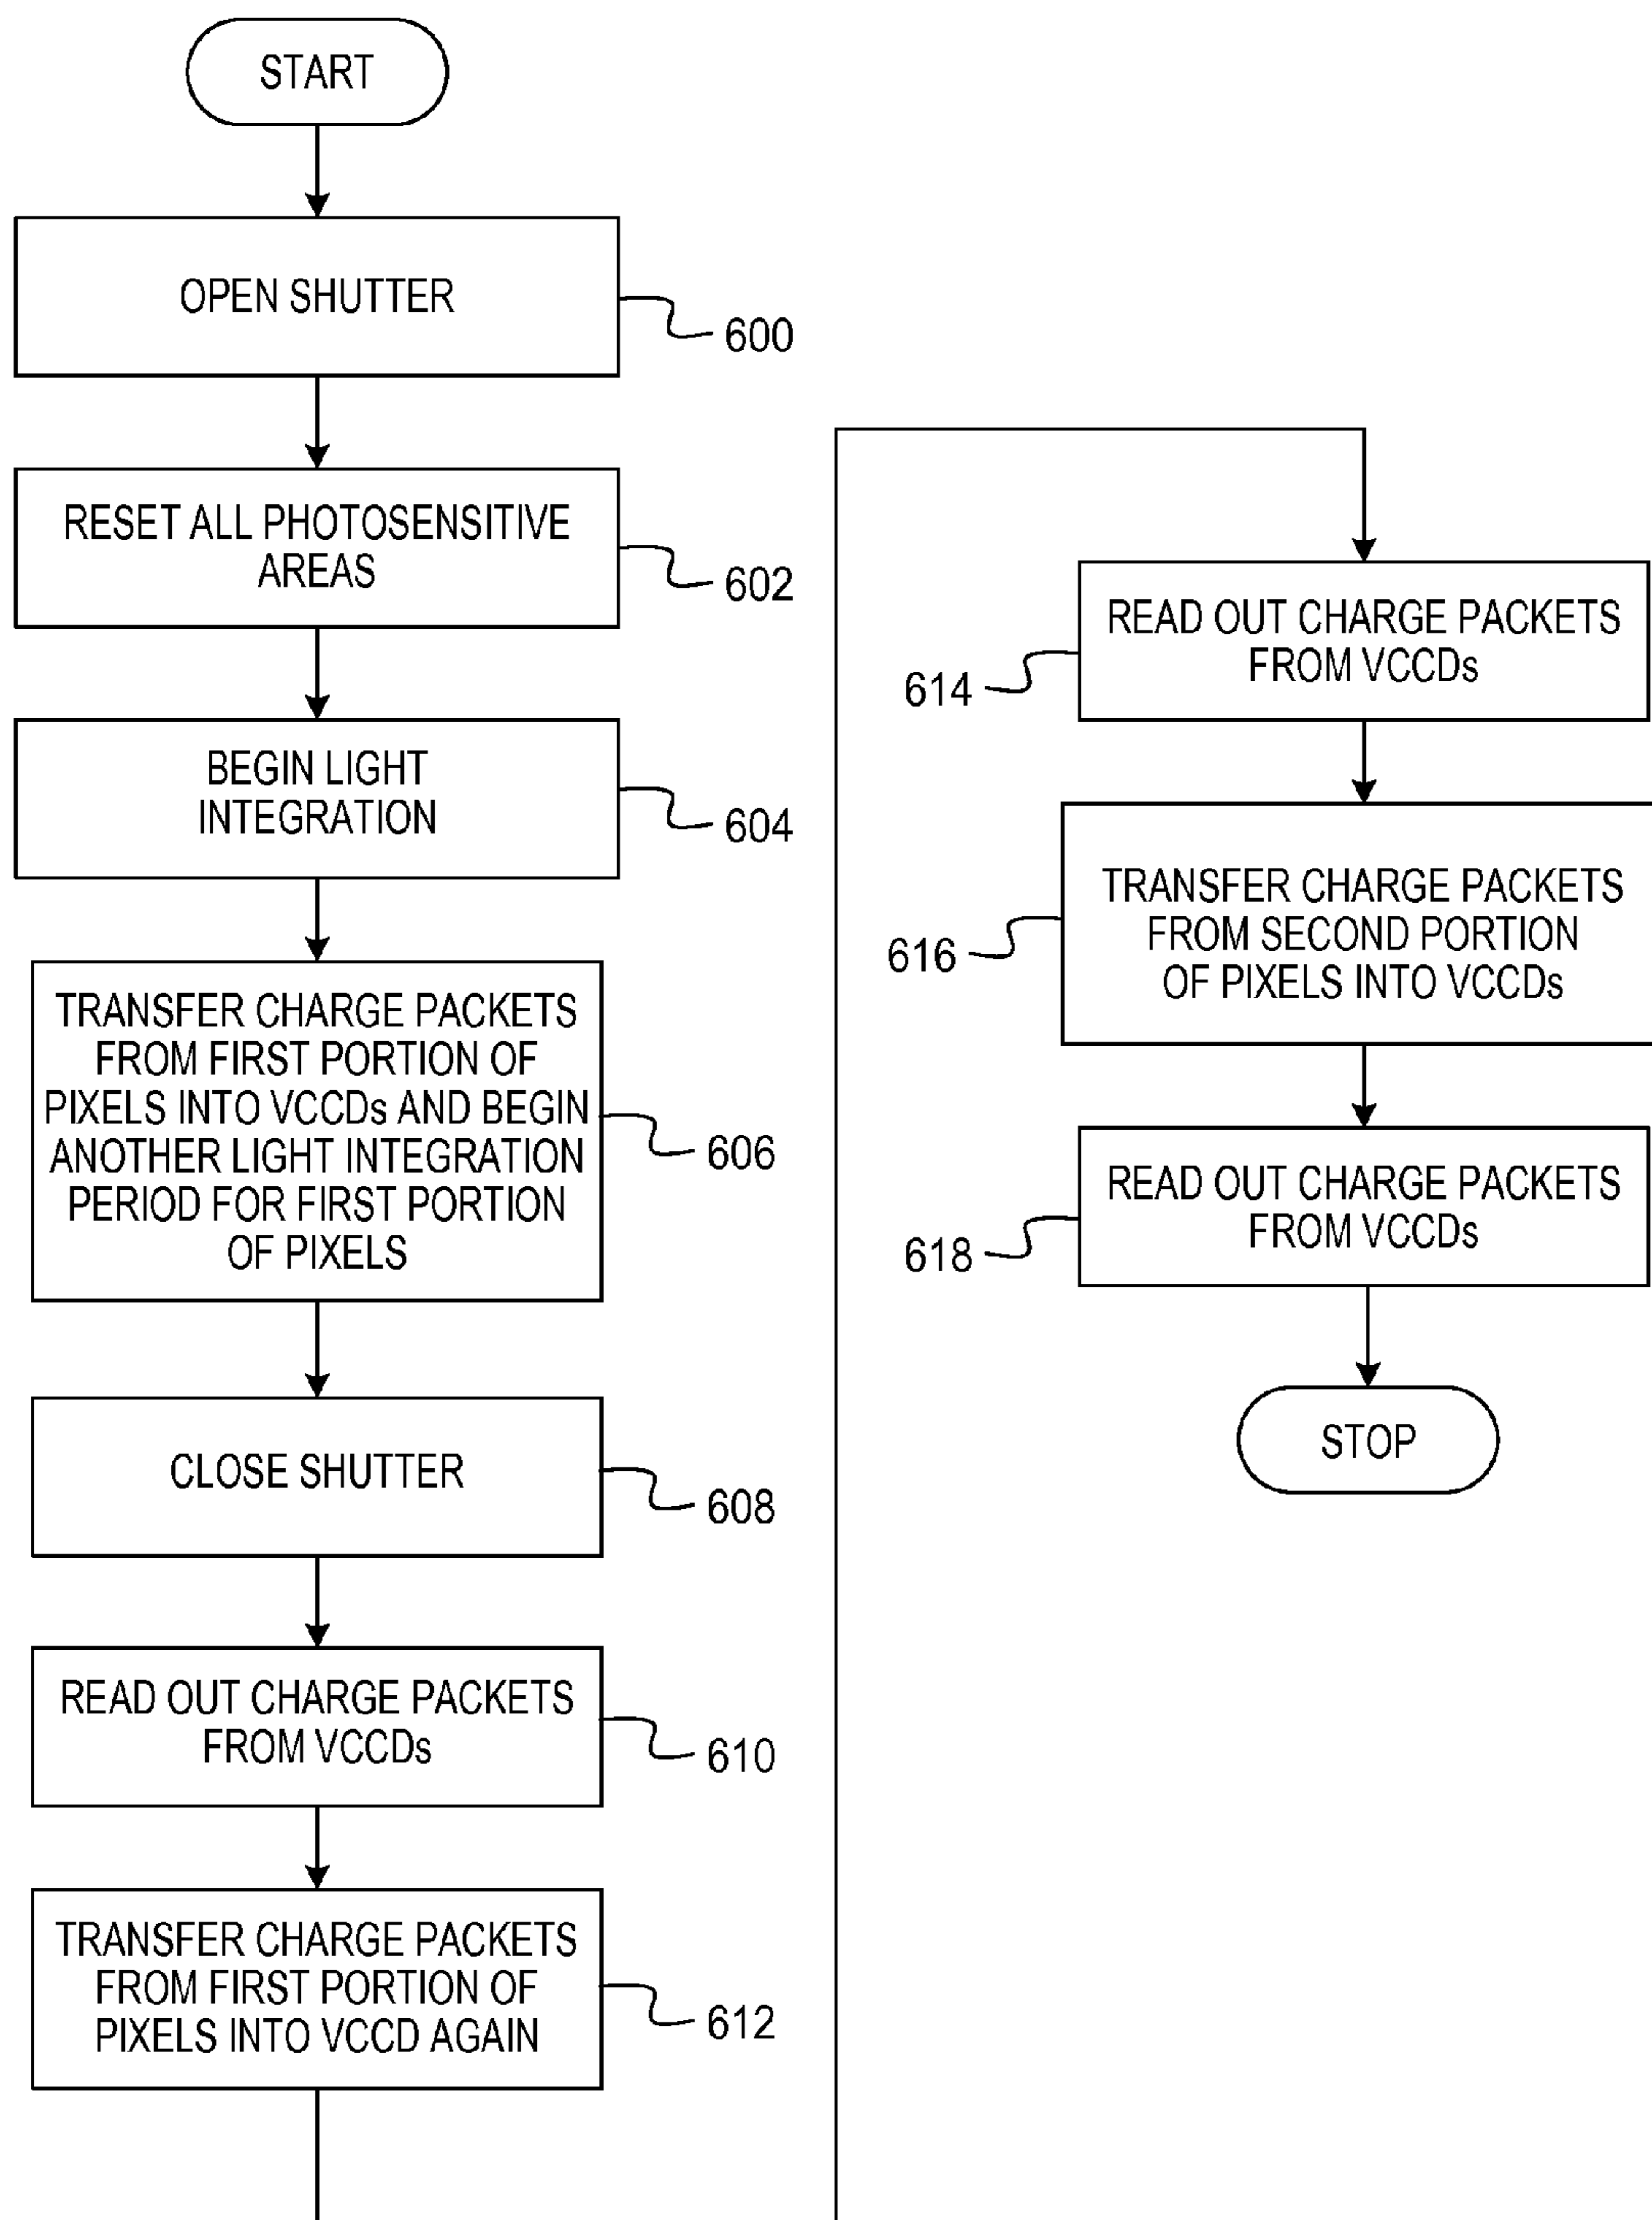 START
OPEN SHUTTER
600
RESET ALL PHOTOSENSITIVE
AREAS
602
BEGIN LIGHT
INTEGRATION
604
TRANSFER CHARGE PACKETS
FROM FIRST PORTION OF
PIXELS INTO VCCDs AND BEGIN
ANOTHER LIGHT INTEGRATION
PERIOD FOR FIRST PORTION
OF PIXELS
606
CLOSE SHUTTER
608
READ OUT CHARGE PACKETS
FROM VCCDs
610
TRANSFER CHARGE PACKETS
FROM FIRST PORTION OF
PIXELS INTO VCCD AGAIN
612
READ OUT CHARGE PACKETS
FROM VCCDs
614
TRANSFER CHARGE PACKETS
FROM SECOND PORTION
OF PIXELS INTO VCCDs
616
READ OUT CHARGE PACKETS
FROM VCCDs
618
STOP